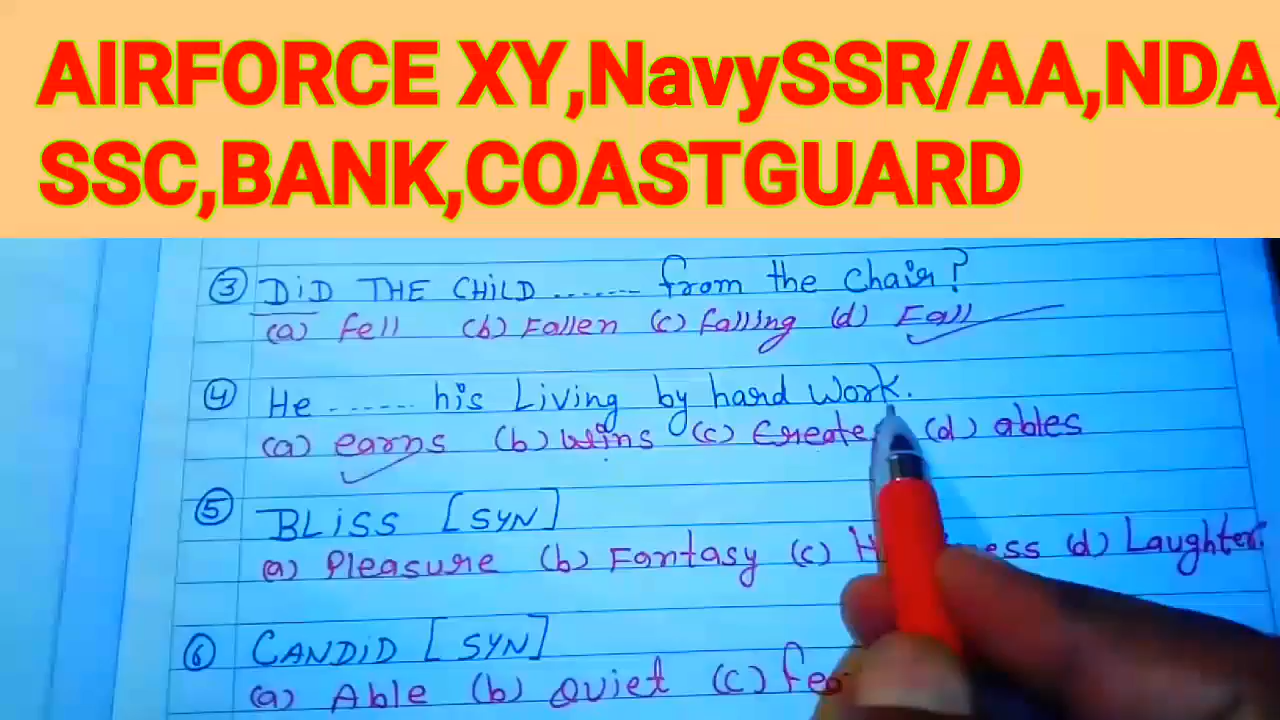 AIRFORCE XY,NavySSR/AA,NDA,
SSC,BANK,COASTGUARD
③ DiD THE CHiLD ....... from the chair?
(a) Fell (b) Fallen (c) falling (d) Fall
④ He ....... his Living by hard work.
(a) earns (b) wins (c) Create (d) ables
⑤ BLiSS [SYN]
(a) Pleasure (b) Fantasy (c) H ess (d) Laughter
⑥ CANDiD [SYN]
(a) Able (b) Quiet (c)